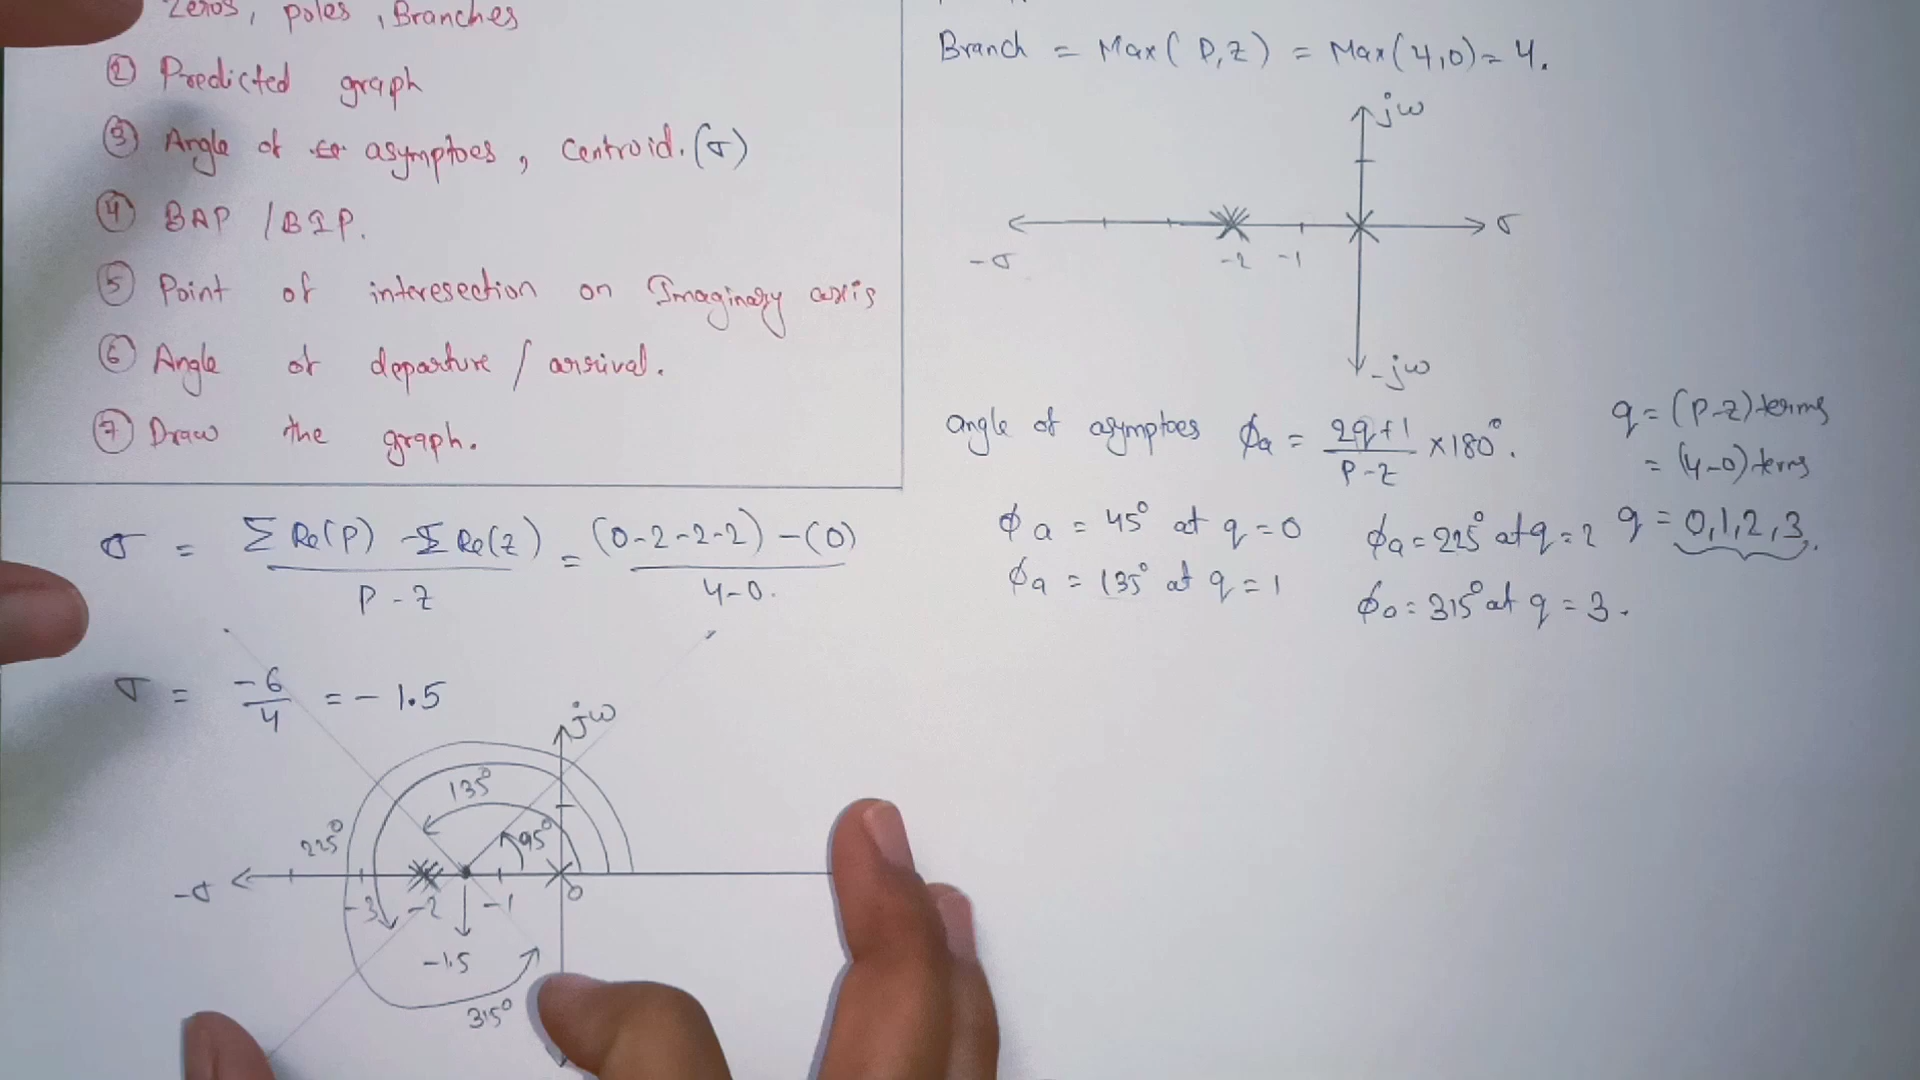 Zeros, poles, Branches
② Predicted graph
③ Angle of asymptoes, Centroid. (σ)
④ BAP / BIP.
⑤ Point of interesection on Imaginary axis
⑥ Angle of departure / arrival.
⑦ Draw the graph.
σ = ΣRe(P) - ΣRe(Z) / P - Z = (0-2-2-2) - (0) / 4-0.
σ = -6/4 = -1.5
jω
135°
225°
95°
-σ
-3
-2
-1
0
-1.5
315°
Branch = Max(P,Z) = Max(4,0) = 4.
jω
-σ
-2
-1
σ
-jω
angle of asymptoes φa = 2q+1 / P-Z × 180°.
q = (P-Z) terms
= (4-0) terms
q = 0,1,2,3.
φa = 45° at q = 0
φa = 135° at q = 1
φa = 225° at q = 2
φa = 315° at q = 3.